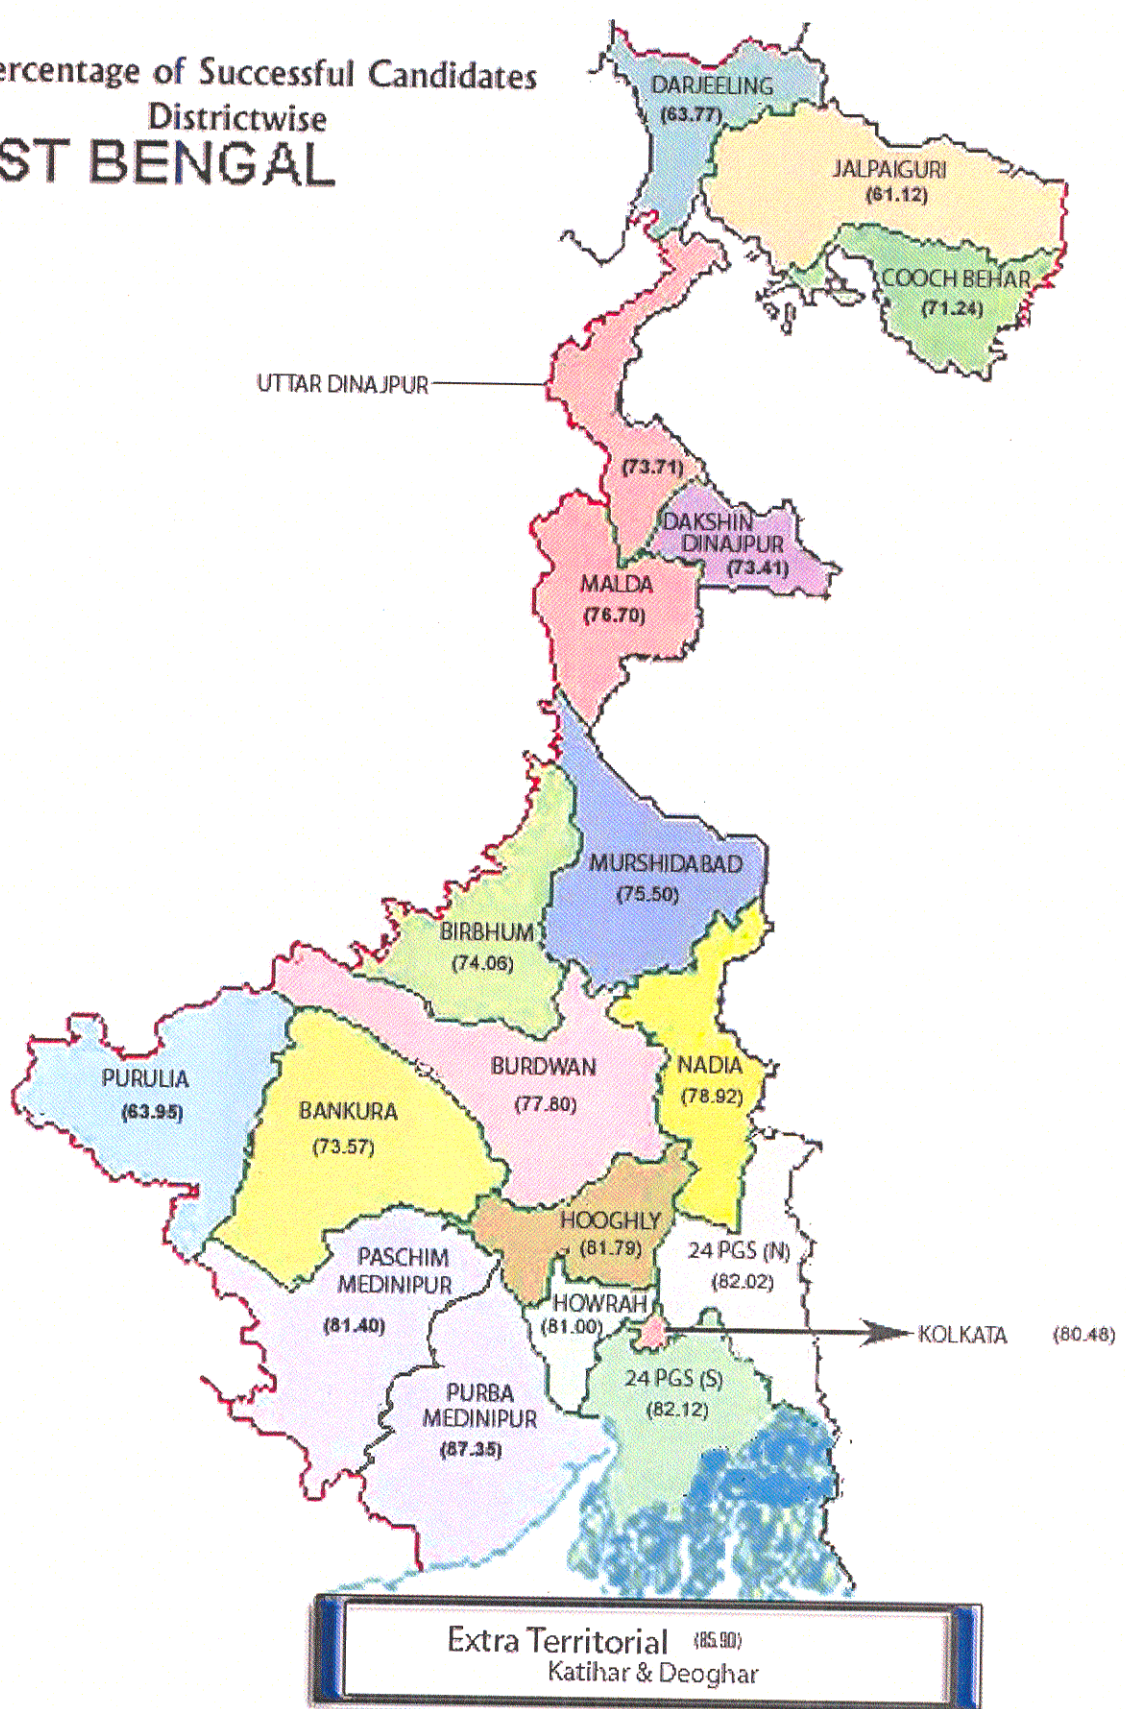 ercentage of Successful Candidates
Districtwise
ST BENGAL
DARJEELING
(63.77)
JALPAIGURI
(61.12)
COOCH BEHAR
(71.24)
UTTAR DINAJPUR
(73.71)
DAKSHIN
DINAJPUR
(73.41)
MALDA
(76.70)
MURSHIDABAD
(75.50)
BIRBHUM
(74.06)
BURDWAN
(77.80)
NADIA
(78.92)
PURULIA
(63.95)
BANKURA
(73.57)
HOOGHLY
(81.79)
24 PGS (N)
(82.02)
PASCHIM
MEDINIPUR
(81.40)
HOWRAH
(81.00)
KOLKATA (80.48)
24 PGS (S)
(82.12)
PURBA
MEDINIPUR
(87.35)
Extra Territorial (85.90)
Katihar & Deoghar